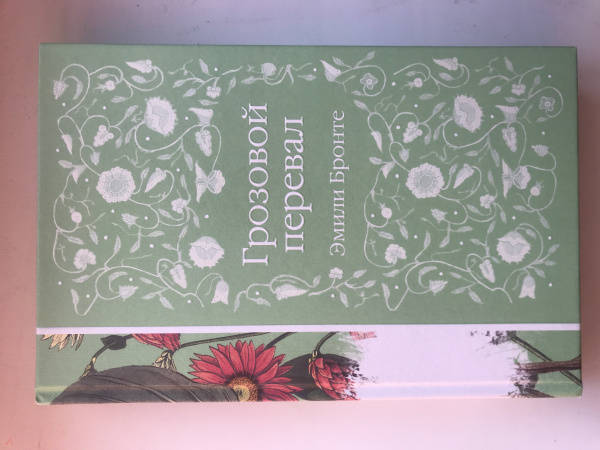 Грозовой
перевал
Эмили Бронте